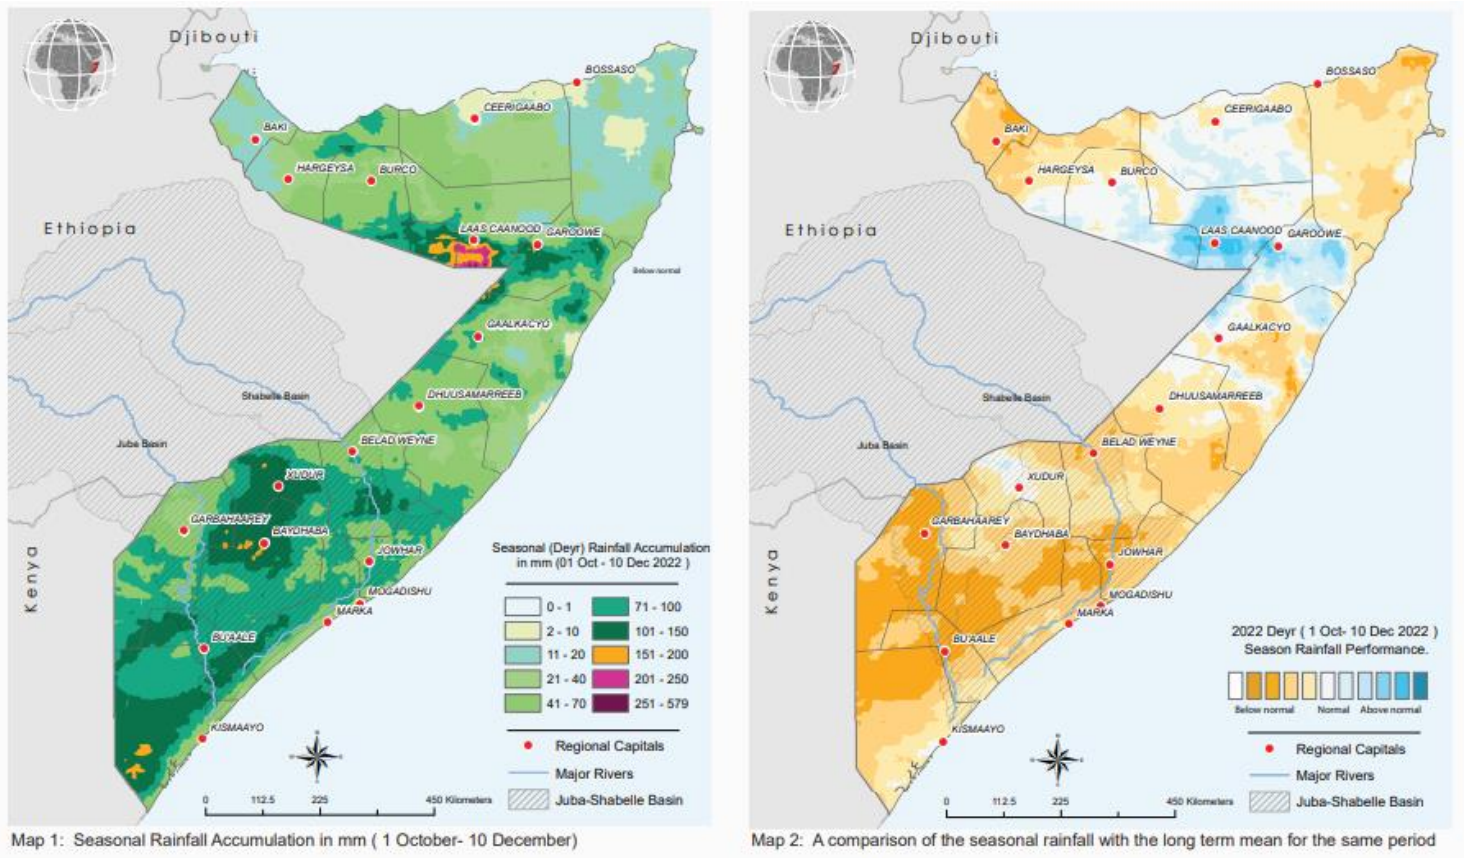 Djibouti
BOSSASO
CEERIGAABO
BAKI
HARGEYSA
BURCO
Ethiopia
LAAS CAANOOD
GAROOWE
Below normal
GAALKACYO
Shabelle Basin
DHUUSAMARREEB
Juba Basin
BELAD WEYNE
XUDUR
GARBAHAAREY
BAYDHABA
JOWHAR
Kenya
MOGADISHU
MARKA
BU'AALE
KISMAAYO
Seasonal (Deyr) Rainfall Accumulation
in mm (01 Oct - 10 Dec 2022 )
0 - 1
71 - 100
2 - 10
101 - 150
11 - 20
151 - 200
21 - 40
201 - 250
41 - 70
251 - 579
Regional Capitals
Major Rivers
Juba-Shabelle Basin
0 112.5 225 450 Kilometers
Map 1: Seasonal Rainfall Accumulation in mm ( 1 October- 10 December)
Djibouti
BOSSASO
CEERIGAABO
BAKI
HARGEYSA
BURCO
Ethiopia
LAAS CAANOOD
GAROOWE
GAALKACYO
Shabelle Basin
DHUUSAMARREEB
Juba Basin
BELAD WEYNE
XUDUR
GARBAHAAREY
BAYDHABA
JOWHAR
Kenya
MOGADISHU
MARKA
BU'AALE
KISMAAYO
2022 Deyr ( 1 Oct- 10 Dec 2022 )
Season Rainfall Performance.
Below normal Normal Above normal
Regional Capitals
Major Rivers
Juba-Shabelle Basin
0 112.5 225 450 Kilometers
Map 2: A comparison of the seasonal rainfall with the long term mean for the same period